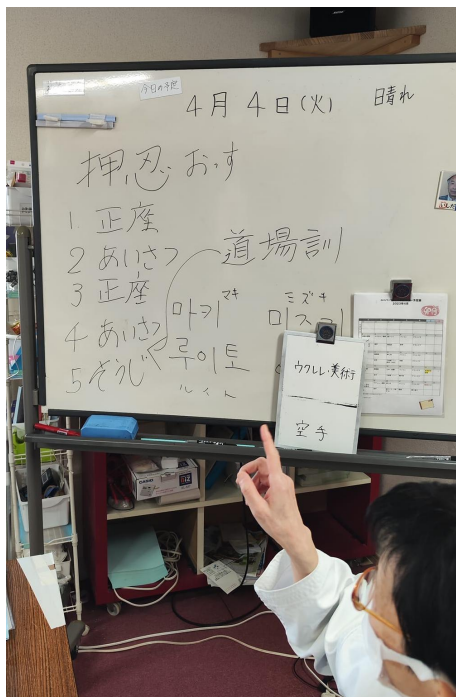 今日の予定
4月4日(火) 晴れ
押忍 おっす
1 正座
2 あいさつ
道場訓
3 正座
마키 マキ
ミズキ
4 あいさつ
루이토
ルイト
5 そうじ
ウクレレ・美術
空手
CASIO